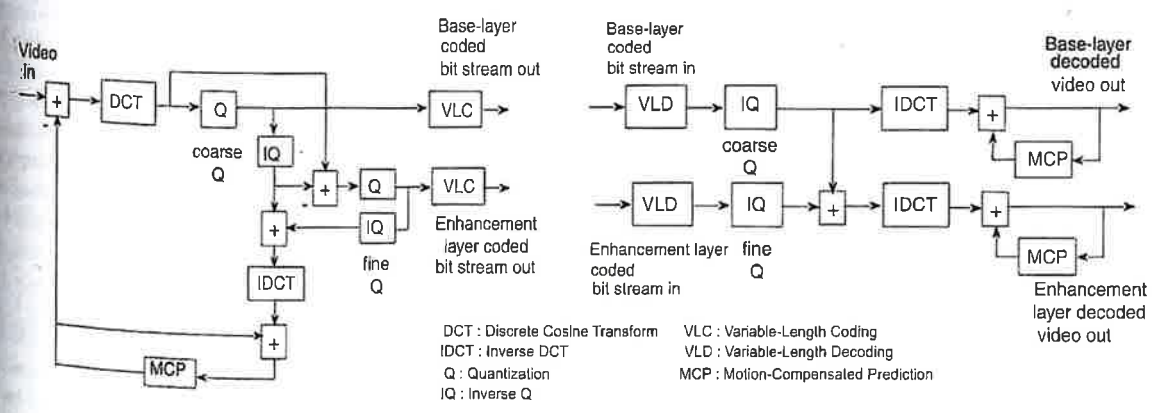 Video
:In
+
-
DCT
Q
coarse
Q
IQ
+
-
Q
IQ
fine
Q
+
IDCT
+
MCP
Base-layer
coded
bit stream out
VLC
VLC
Enhancement
layer coded
bit stream out
Base-layer
coded
bit stream in
VLD
IQ
coarse
Q
IDCT
+
MCP
Base-layer
decoded
video out
VLD
IQ
+
IDCT
+
MCP
Enhancement layer
coded
bit stream in
fine
Q
Enhancement
layer decoded
video out
DCT : Discrete Cosine Transform
IDCT : Inverse DCT
Q : Quantization
IQ : Inverse Q
VLC : Variable-Length Coding
VLD : Variable-Length Decoding
MCP : Motion-Compensated Prediction